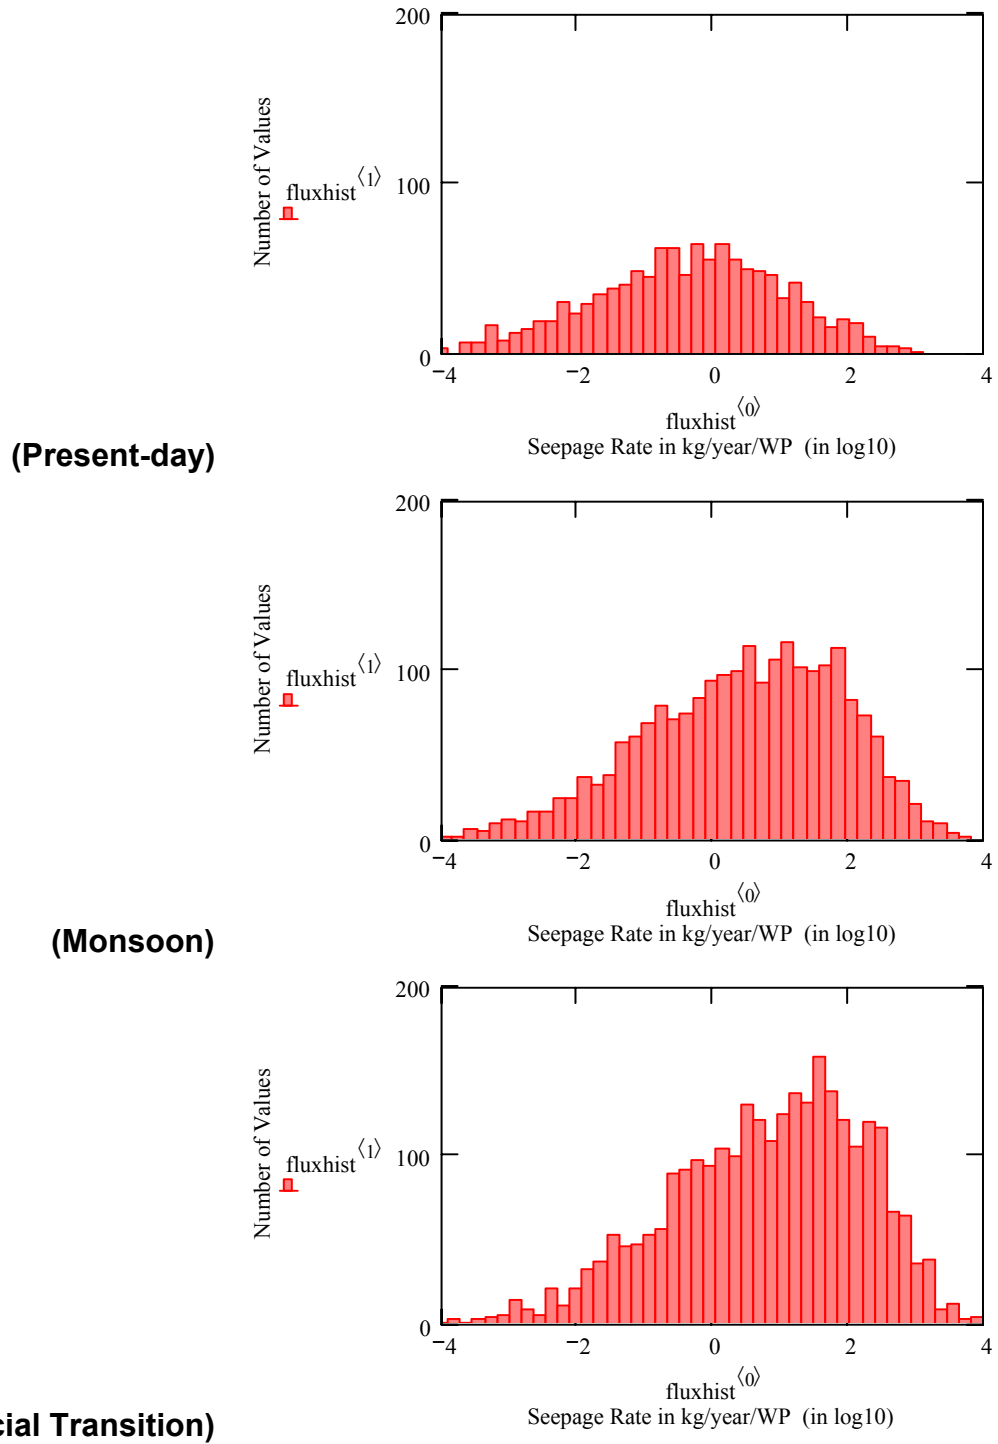 200
Number of Values
fluxhist⟨1⟩
100
0
−4
−2
0
2
4
fluxhist⟨0⟩
Seepage Rate in kg/year/WP (in log10)
(Present-day)
200
Number of Values
fluxhist⟨1⟩
100
0
−4
−2
0
2
4
fluxhist⟨0⟩
Seepage Rate in kg/year/WP (in log10)
(Monsoon)
200
Number of Values
fluxhist⟨1⟩
100
0
−4
−2
0
2
4
fluxhist⟨0⟩
Seepage Rate in kg/year/WP (in log10)
cial Transition)